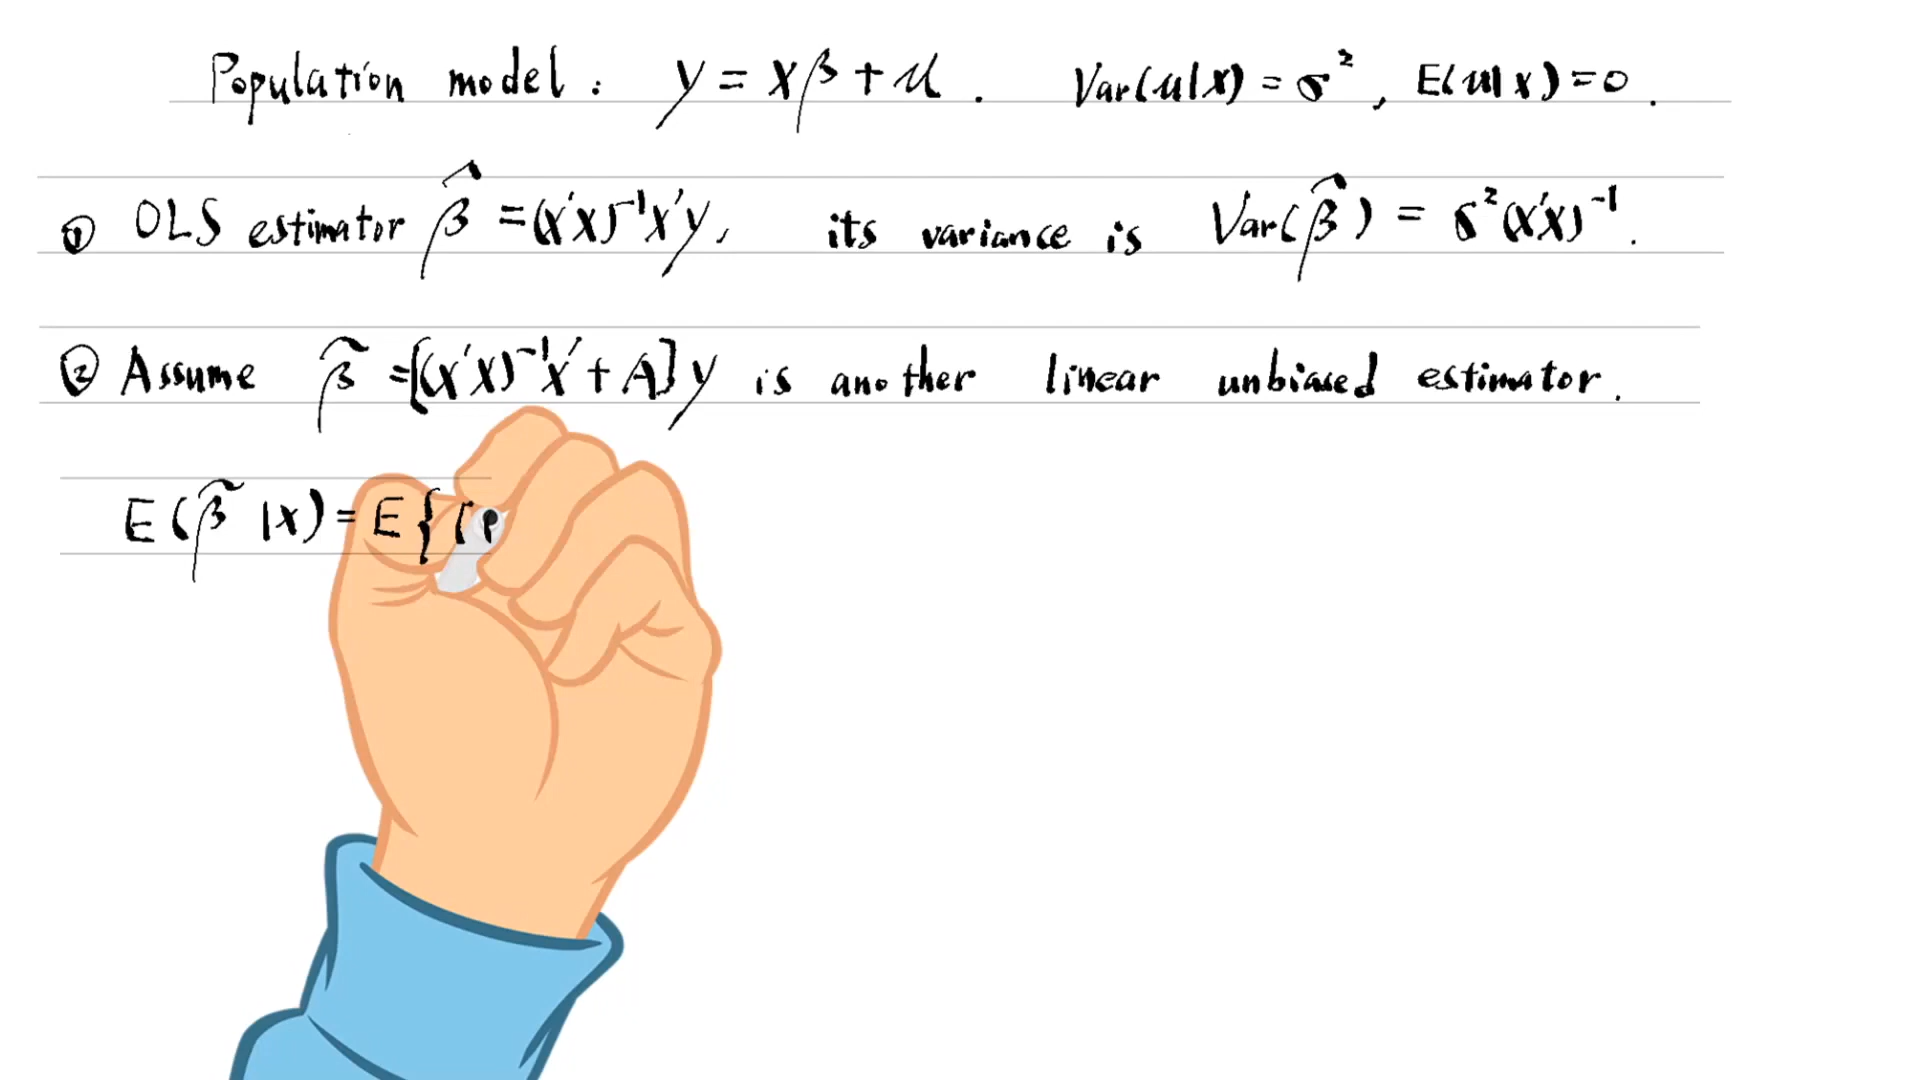 Population model : y = xβ + u . Var(u|x) = σ², E(u|x) = 0 .
① OLS estimator β̂ = (x'x)⁻¹x'y, its variance is Var(β̂) = σ²(x'x)⁻¹.
② Assume β̃ = [(x'x)⁻¹x' + A] y is another linear unbiased estimator.
E(β̃ |x) = E{[(